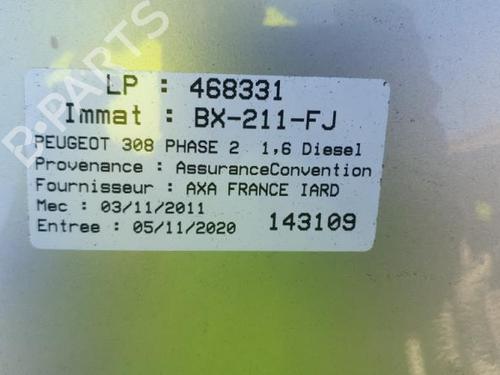 LP : 468331
Immat : BX-211-FJ
PEUGEOT 308 PHASE 2 1,6 Diesel
Provenance : AssuranceConvention
Fournisseur : AXA FRANCE IARD
Mec : 03/11/2011
Entree : 05/11/2020 143109
B-PARTS